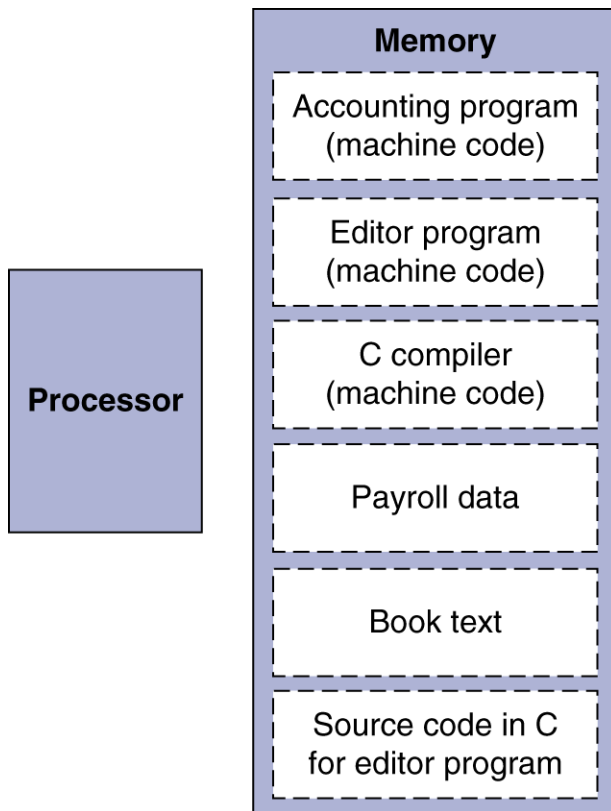 Memory
Accounting program
(machine code)
Editor program
(machine code)
C compiler
(machine code)
Processor
Payroll data
Book text
Source code in C
for editor program